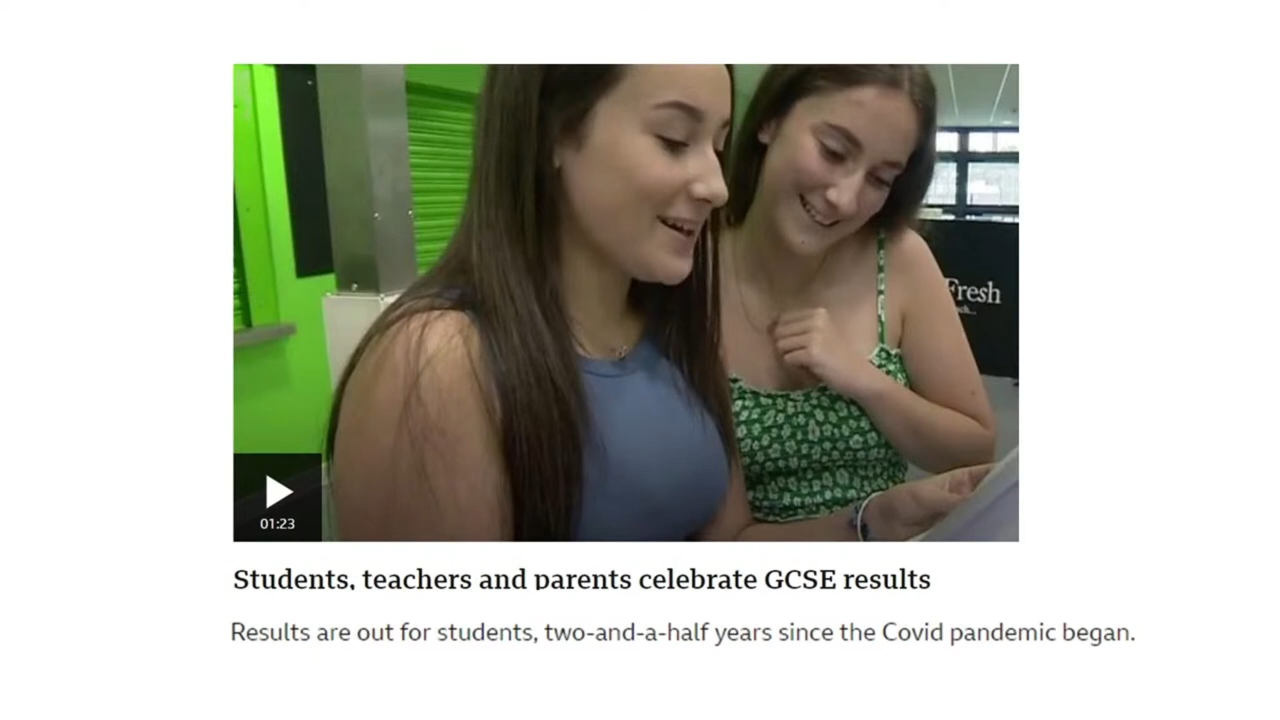 Fresh
01:23
Students, teachers and parents celebrate GCSE results
Results are out for students, two-and-a-half years since the Covid pandemic began.